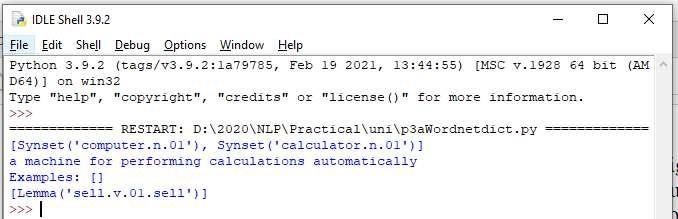 IDLE Shell 3.9.2
File Edit Shell Debug Options Window Help
Python 3.9.2 (tags/v3.9.2:1a79785, Feb 19 2021, 13:44:55) [MSC v.1928 64 bit (AM
D64)] on win32
Type "help", "copyright", "credits" or "license()" for more information.
>>>
============= RESTART: D:\2020\NLP\Practical\uni\p3aWordnetdict.py =============
[Synset('computer.n.01'), Synset('calculator.n.01')]
a machine for performing calculations automatically
Examples: []
[Lemma('sell.v.01.sell')]
>>>